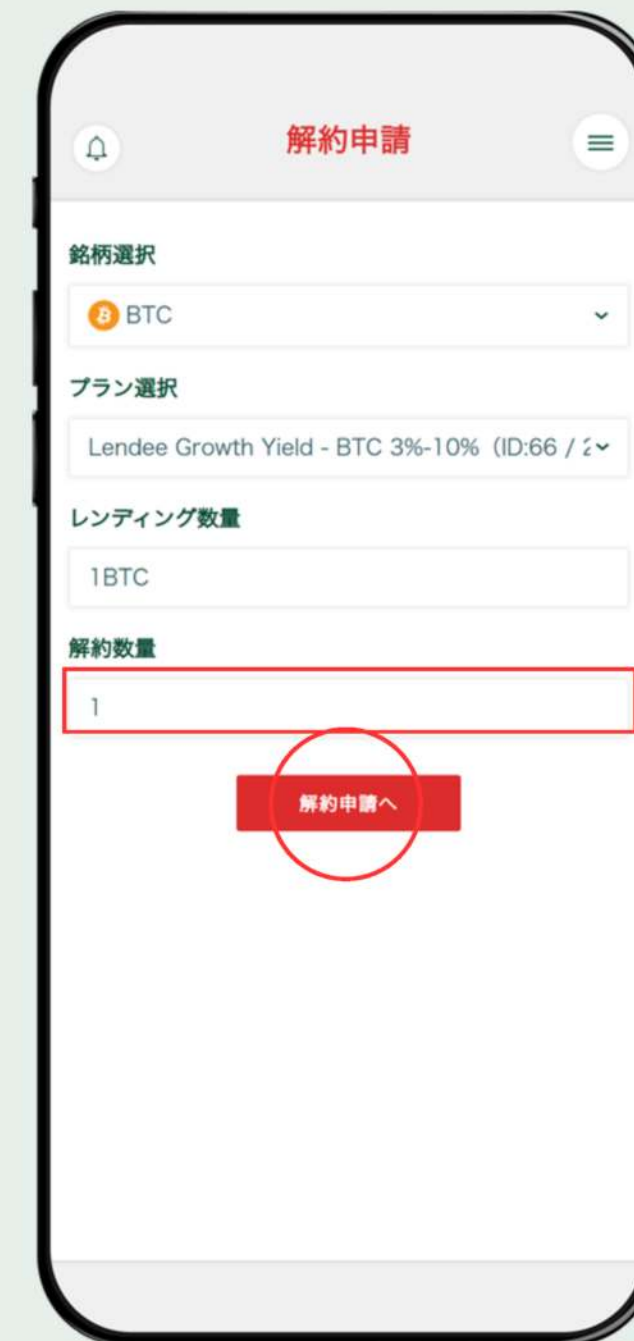 解約申請
銘柄選択
BTC
プラン選択
Lendee Growth Yield - BTC 3%-10% (ID:66 /
レンディング数量
1BTC
解約数量
1
解約申請へ